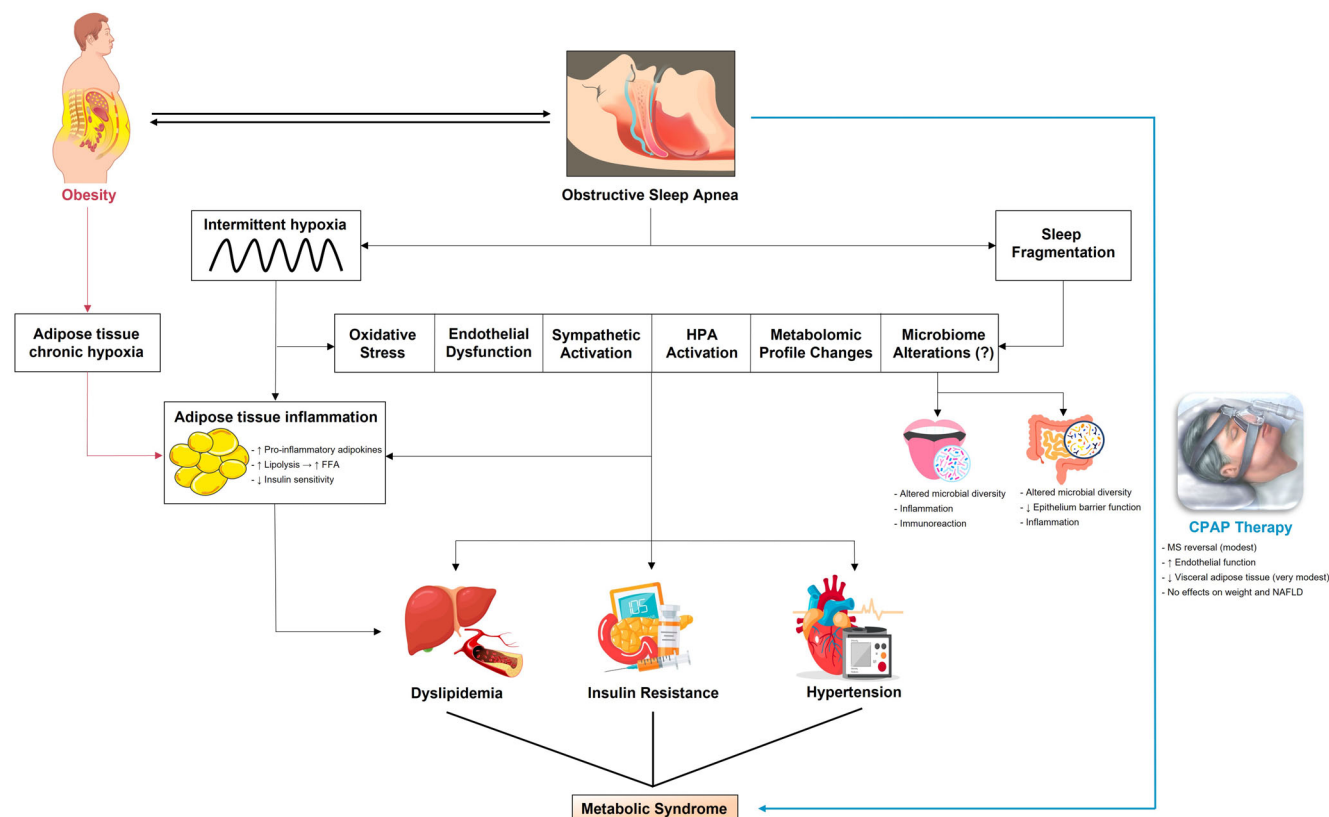 Obesity
Obstructive Sleep Apnea
Intermittent hypoxia
Sleep
Fragmentation
Adipose tissue
chronic hypoxia
Oxidative
Stress
Endothelial
Dysfunction
Sympathetic
Activation
HPA
Activation
Metabolomic
Profile Changes
Microbiome
Alterations (?)
Adipose tissue inflammation
- ↑ Pro-inflammatory adipokines
- ↑ Lipolysis → ↑ FFA
- ↓ Insulin sensitivity
- Altered microbial diversity
- Inflammation
- Immunoreaction
- Altered microbial diversity
- ↓ Epithelium barrier function
- Inflammation
CPAP Therapy
- MS reversal (modest)
- ↑ Endothelial function
- ↓ Visceral adipose tissue (very modest)
- No effects on weight and NAFLD
105
Dyslipidemia
Insulin Resistance
Hypertension
Metabolic Syndrome